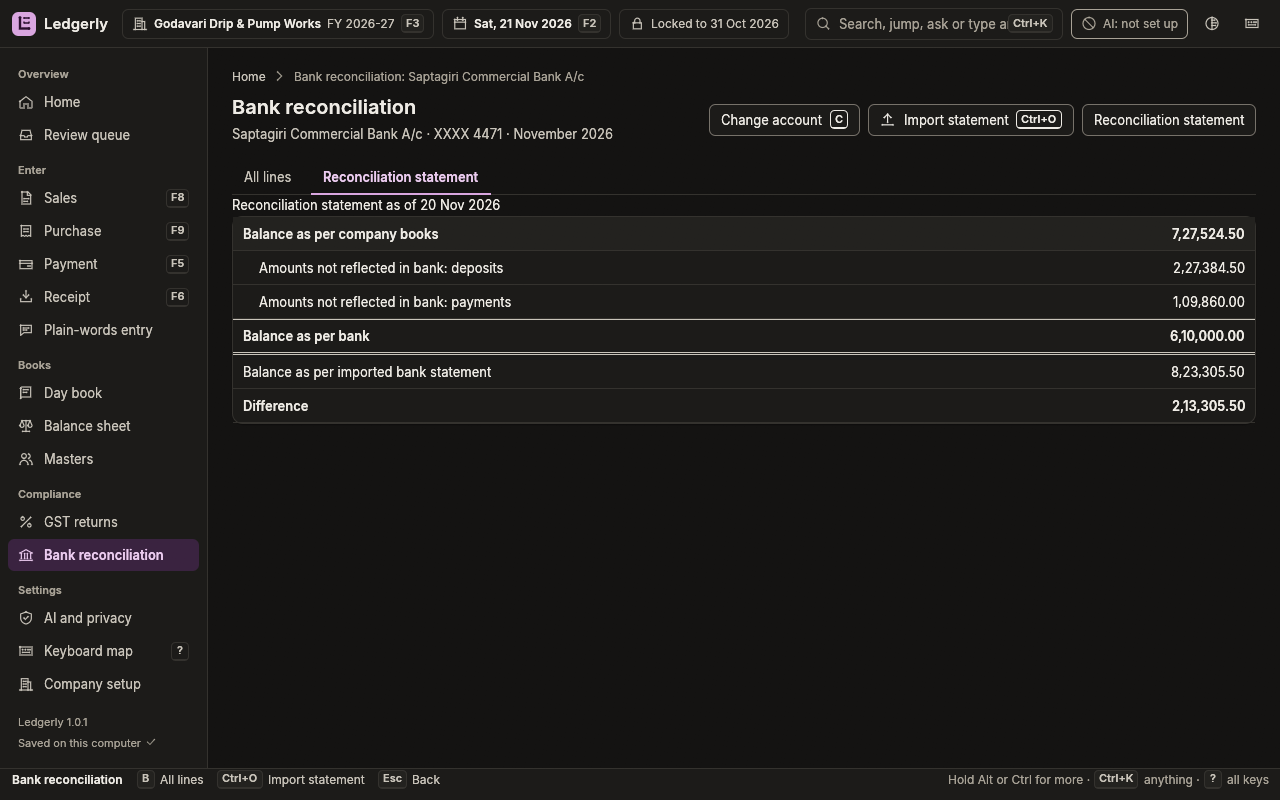 Ledgerly
Godavari Drip & Pump Works FY 2026-27 F3
Sat, 21 Nov 2026 F2
Locked to 31 Oct 2026
Search, jump, ask or type a Ctrl+K
AI: not set up
Overview
Home
Review queue
Enter
Sales F8
Purchase F9
Payment F5
Receipt F6
Plain-words entry
Books
Day book
Balance sheet
Masters
Compliance
GST returns
Bank reconciliation
Settings
AI and privacy
Keyboard map ?
Company setup
Ledgerly 1.0.1
Saved on this computer
Home Bank reconciliation: Saptagiri Commercial Bank A/c
Bank reconciliation
Saptagiri Commercial Bank A/c · XXXX 4471 · November 2026
Change account C
Import statement Ctrl+O
Reconciliation statement
All lines
Reconciliation statement
Reconciliation statement as of 20 Nov 2026
Balance as per company books 7,27,524.50
Amounts not reflected in bank: deposits 2,27,384.50
Amounts not reflected in bank: payments 1,09,860.00
Balance as per bank 6,10,000.00
Balance as per imported bank statement 8,23,305.50
Difference 2,13,305.50
Bank reconciliation B All lines Ctrl+O Import statement Esc Back
Hold Alt or Ctrl for more · Ctrl+K anything · ? all keys